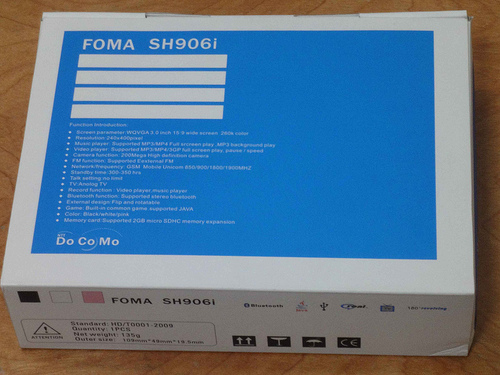 FOMA SH906i
Function Introduction:
Screen parameter:WQVGA 3.0 inch 16:9 wide screen, 260k color
Resolution:240x400pixel
Music player: Supported MP3/MP4 Full srcreen play ,MP3 background play
Video player: Supported MP3/MP4/3GP full screen play, pause / speed
Camera function: 200Mega High definition camera
FM function: Supported Eexternal FM
Network/frequency: GSM Mobile Unicom 850/900/1800/1900MHZ
Standby time:300-350 hrs
Talk setting no limit
TV:Analog TV
Record function : Video player,music player
Bluetooth function: Supported stereo bluetooth
External design:Flip and rotatable
Game: Built-in common game supported JAVA
Color: Black/white/pink
Memory card:Supported 2GB micro SDHC memory expansion
NTT
DoCoMo
FOMA SH906i
Bluetooth
ATTENTION
Standard: HD/T0001-2009
Quantity: 1PCS
Net weight: 135g
Outer size: 109mm*49mm*18.5mm
CE